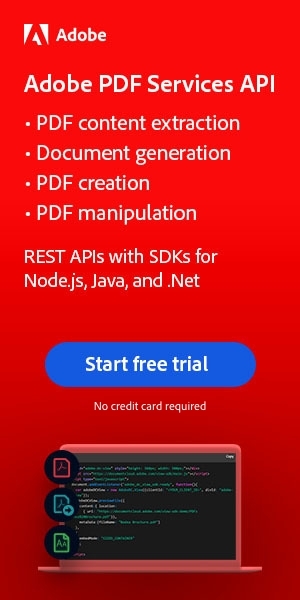 Adobe
Adobe PDF Services API
• PDF content extraction
• Document generation
• PDF creation
• PDF manipulation
REST APIs with SDKs for
Node.js, Java, and .Net
Start free trial
No credit card required
Copy